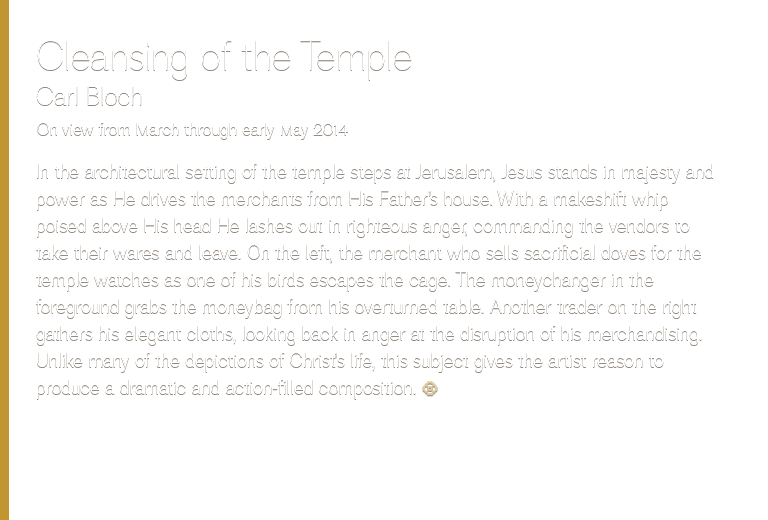 Cleansing of the Temple
Carl Bloch
On view from March through early May 2014
In the architectural setting of the temple steps at Jerusalem, Jesus stands in majesty and
power as He drives the merchants from His Father's house. With a makeshift whip
poised above His head He lashes out in righteous anger, commanding the vendors to
take their wares and leave. On the left, the merchant who sells sacrificial doves for the
temple watches as one of his birds escapes the cage. The moneychanger in the
foreground grabs the moneybag from his overturned table. Another trader on the right
gathers his elegant cloths, looking back in anger at the disruption of his merchandising.
Unlike many of the depictions of Christ's life, this subject gives the artist reason to
produce a dramatic and action-filled composition.